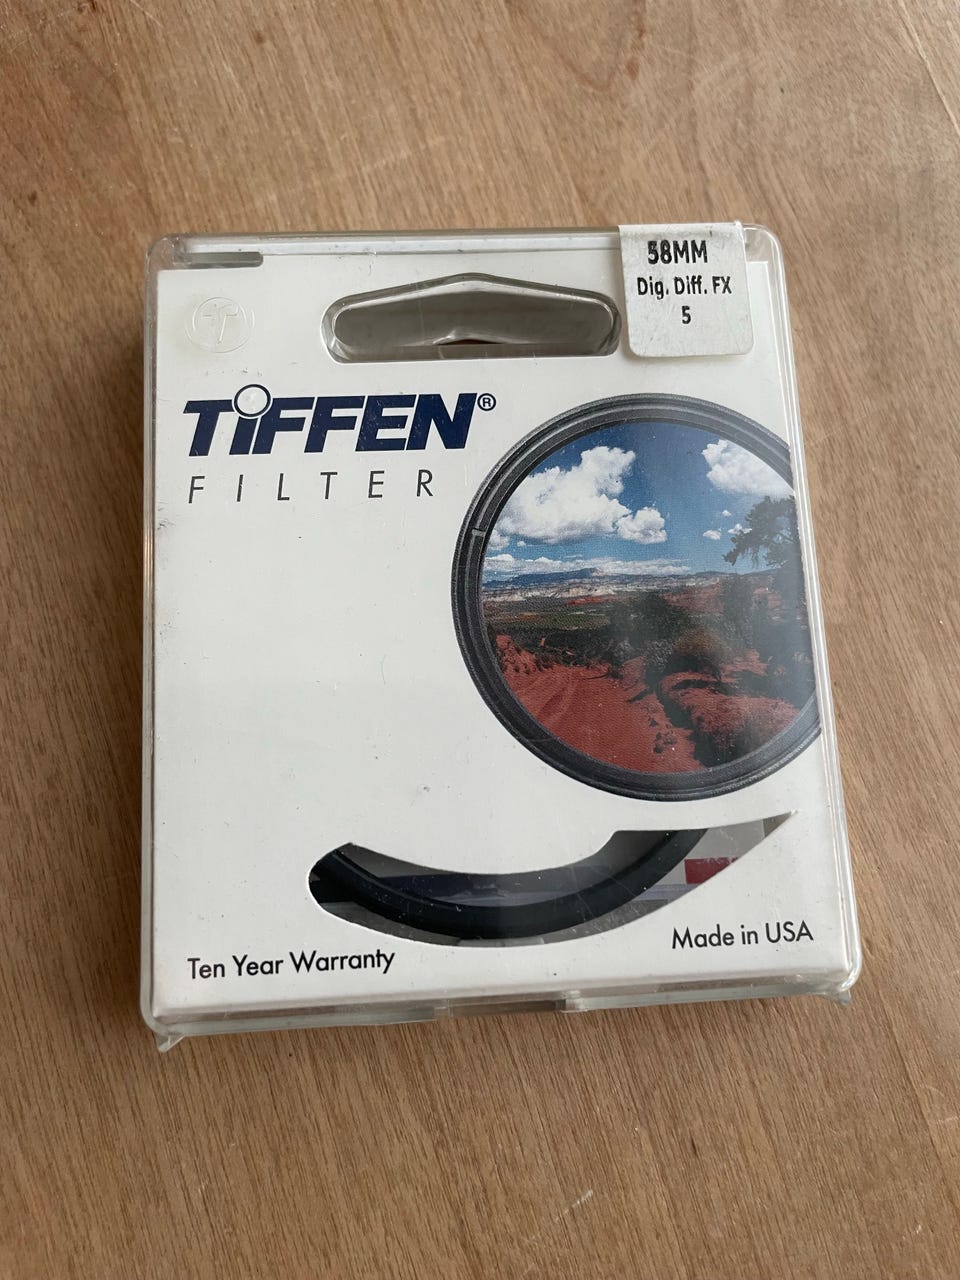 58MM
Dig. Diff. FX
5
TiFFEN®
FILTER
Ten Year Warranty
Made in USA